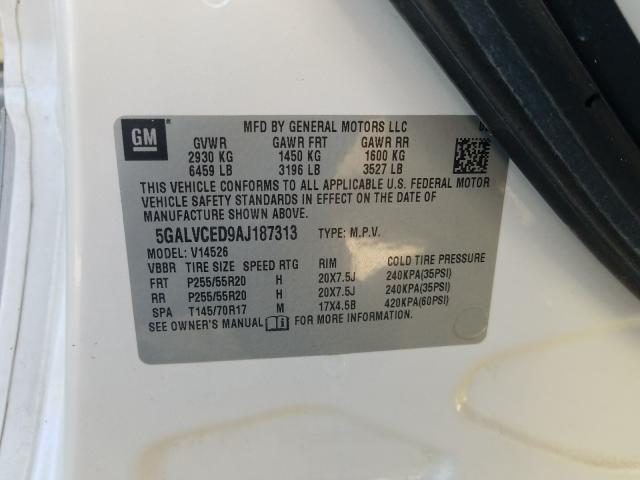 GM
MFD BY GENERAL MOTORS LLC
GVWR GAWR FRT GAWR RR
2930 KG 1450 KG 1600 KG
6459 LB 3196 LB 3527 LB
THIS VEHICLE CONFORMS TO ALL APPLICABLE U.S. FEDERAL MOTOR
VEHICLE SAFETY STANDARDS IN EFFECT ON THE DATE OF
MANUFACTURE SHOWN ABOVE.
5GALVCED9AJ187313 TYPE: M.P.V.
MODEL: V14526
VBBR TIRE SIZE SPEED RTG RIM COLD TIRE PRESSURE
FRT P255/55R20 H 20X7.5J 240KPA(35PSI)
RR P255/55R20 H 20X7.5J 240KPA(35PSI)
SPA T145/70R17 M 17X4.5B 420KPA(60PSI)
SEE OWNER'S MANUAL FOR MORE INFORMATION.